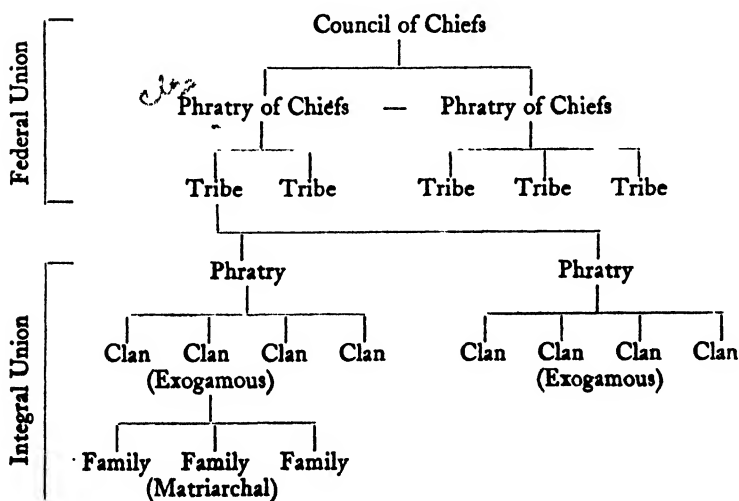 Council of Chiefs
Federal Union
Phratry of Chiefs — Phratry of Chiefs
Tribe Tribe Tribe Tribe Tribe
Integral Union
Phratry Phratry
Clan Clan Clan Clan Clan Clan Clan Clan
(Exogamous) (Exogamous)
Family Family Family
(Matriarchal)